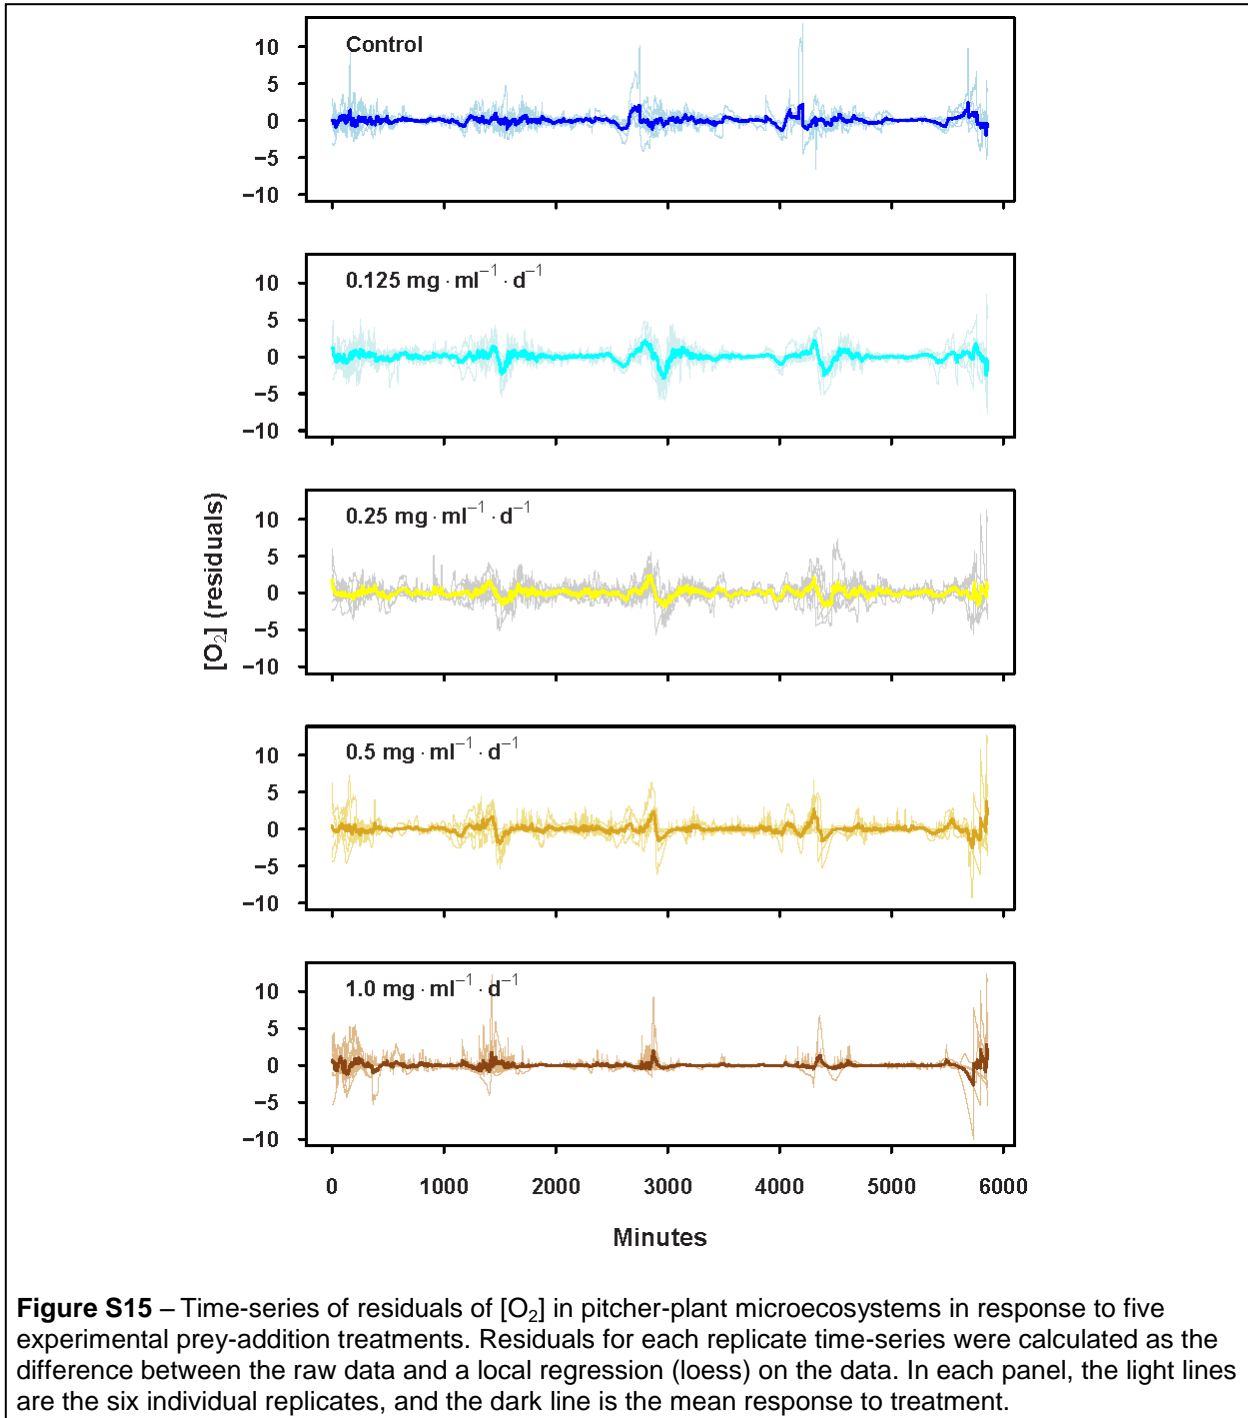 Control
10
5
0
−5
−10
0.125 mg · ml⁻¹ · d⁻¹
10
5
0
−5
−10
0.25 mg · ml⁻¹ · d⁻¹
10
5
0
−5
−10
[O₂] (residuals)
0.5 mg · ml⁻¹ · d⁻¹
10
5
0
−5
−10
1.0 mg · ml⁻¹ · d⁻¹
10
5
0
−5
−10
0 1000 2000 3000 4000 5000 6000
Minutes
Figure S15 – Time-series of residuals of [O₂] in pitcher-plant microecosystems in response to five
experimental prey-addition treatments. Residuals for each replicate time-series were calculated as the
difference between the raw data and a local regression (loess) on the data. In each panel, the light lines
are the six individual replicates, and the dark line is the mean response to treatment.